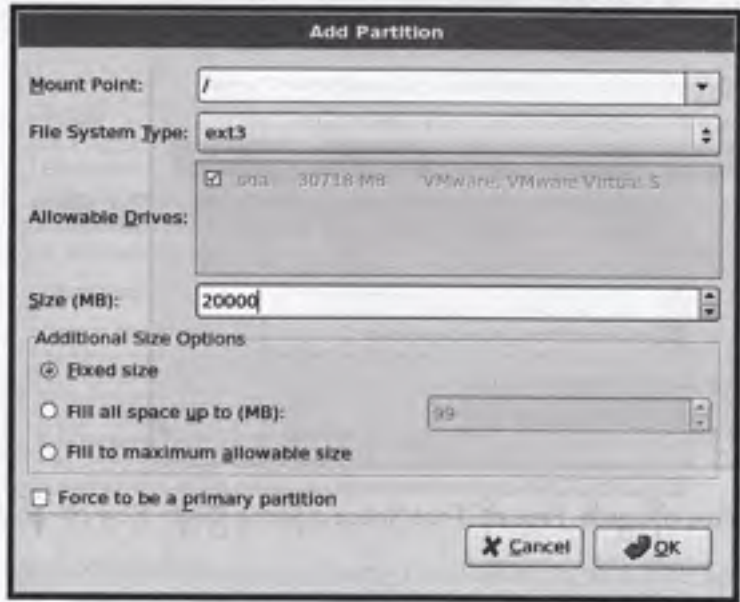 Add Partition
Mount Point: /
File System Type: ext3
Allowable Drives: sda 30718 MB VMware, VMware Virtual S
Size (MB): 20000
Additional Size Options
Fixed size
Fill all space up to (MB): 99
Fill to maximum allowable size
Force to be a primary partition
Cancel OK